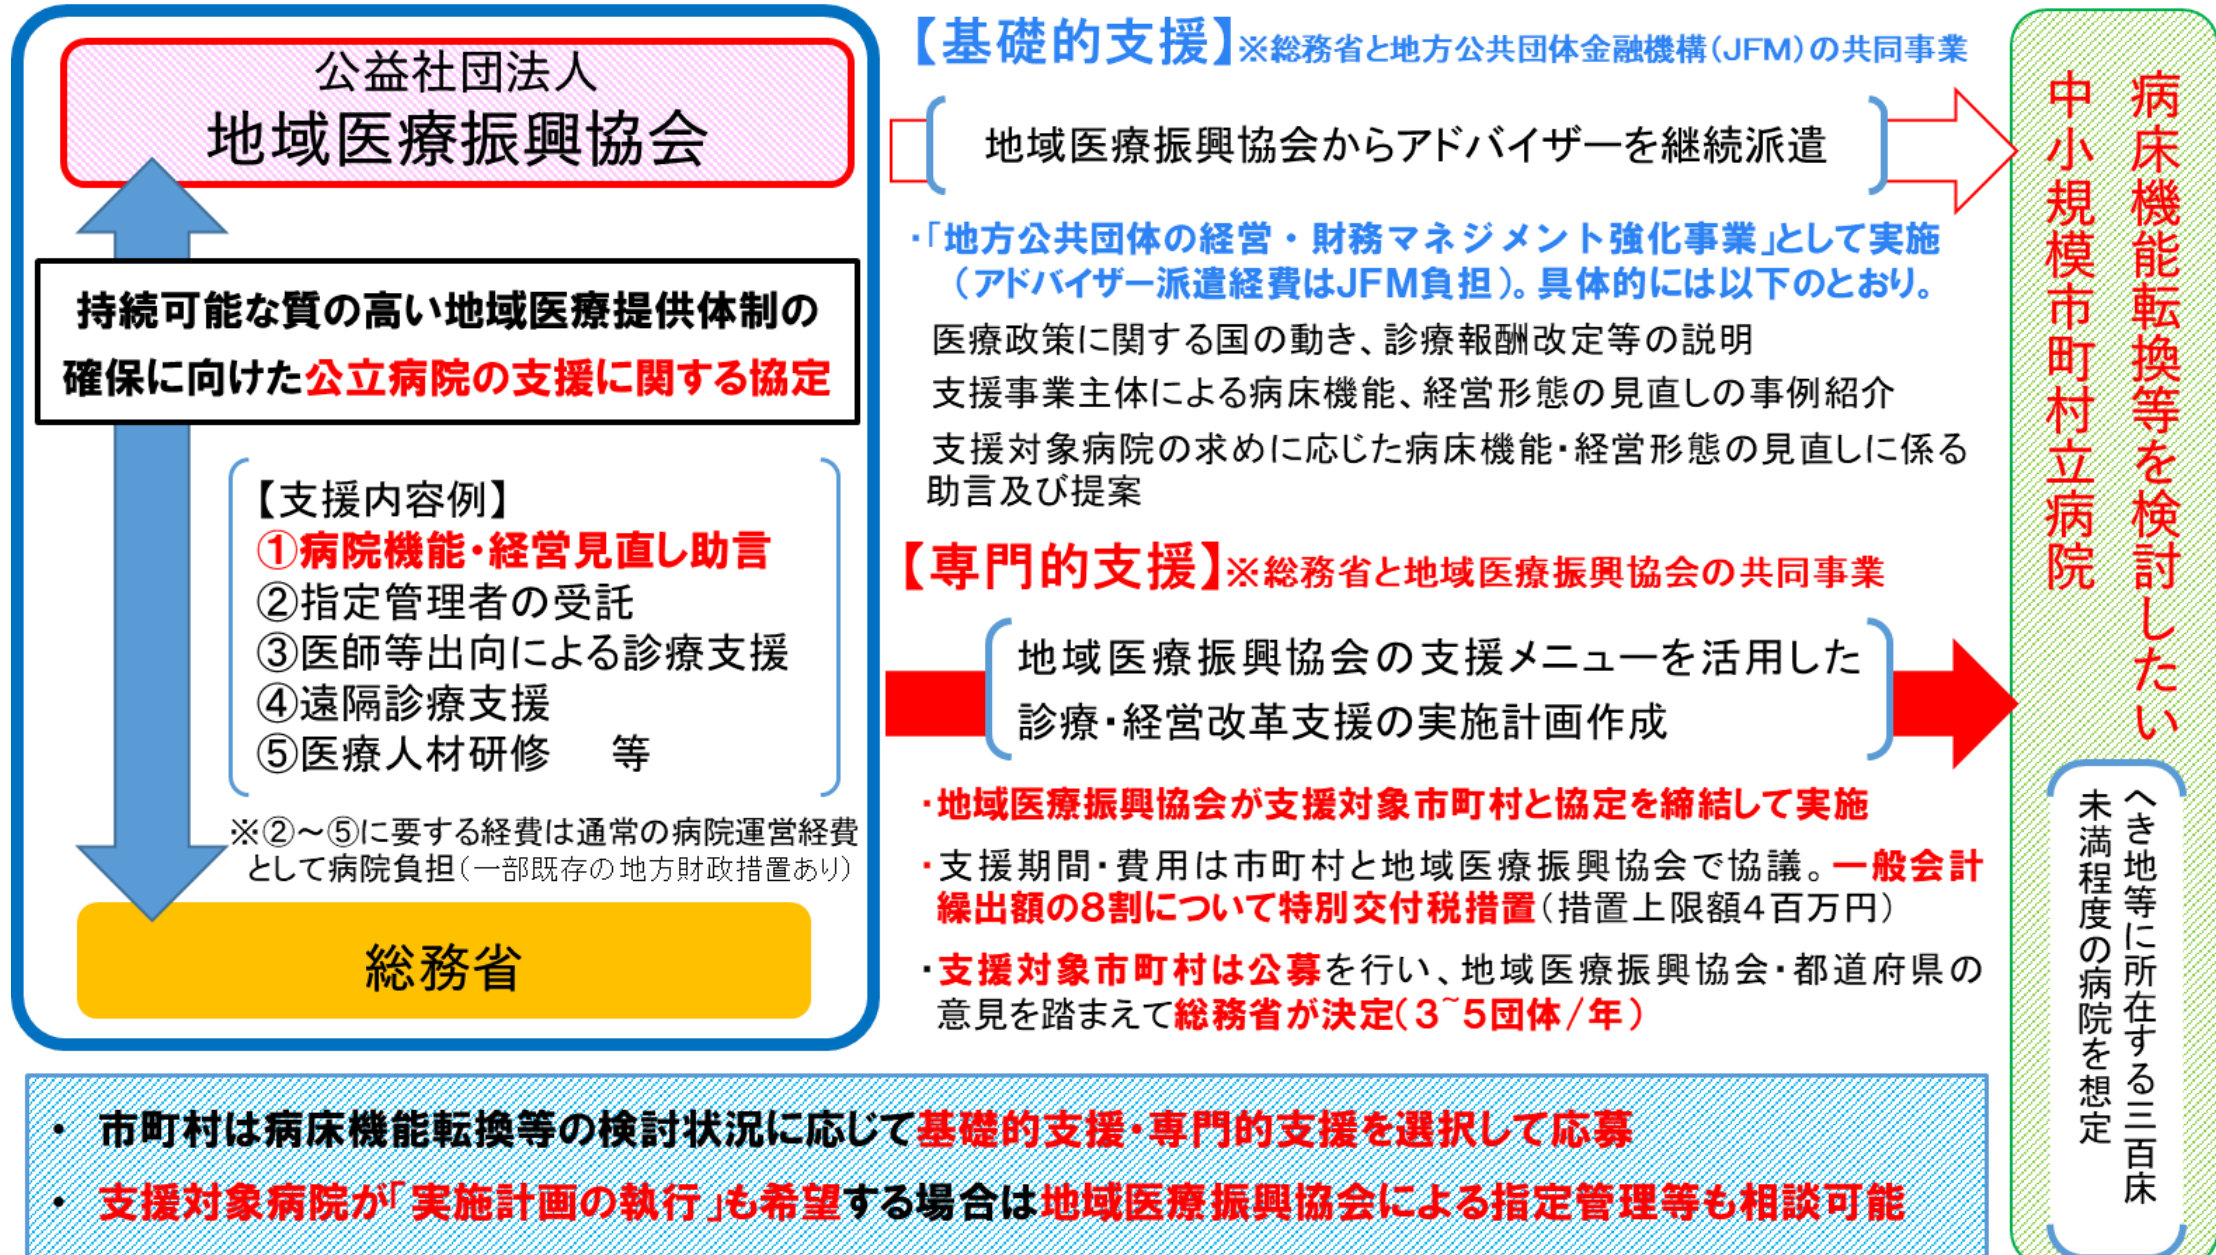 公益社団法人
地域医療振興協会
持続可能な質の高い地域医療提供体制の
確保に向けた公立病院の支援に関する協定
【支援内容例】
①病院機能・経営見直し助言
②指定管理者の受託
③医師等出向による診療支援
④遠隔診療支援
⑤医療人材研修　等
※②～⑤に要する経費は通常の病院運営経費
として病院負担(一部既存の地方財政措置あり)
総務省
【基礎的支援】※総務省と地方公共団体金融機構(JFM)の共同事業
地域医療振興協会からアドバイザーを継続派遣
・「地方公共団体の経営・財務マネジメント強化事業」として実施
(アドバイザー派遣経費はJFM負担)。具体的には以下のとおり。
医療政策に関する国の動き、診療報酬改定等の説明
支援事業主体による病床機能、経営形態の見直しの事例紹介
支援対象病院の求めに応じた病床機能・経営形態の見直しに係る
助言及び提案
【専門的支援】※総務省と地域医療振興協会の共同事業
地域医療振興協会の支援メニューを活用した
診療・経営改革支援の実施計画作成
・地域医療振興協会が支援対象市町村と協定を締結して実施
・支援期間・費用は市町村と地域医療振興協会で協議。一般会計
繰出額の8割について特別交付税措置(措置上限額4百万円)
・支援対象市町村は公募を行い、地域医療振興協会・都道府県の
意見を踏まえて総務省が決定(3~5団体/年)
病床機能転換等を検討したい
中小規模市町村立病院
へき地等に所在する三百床
未満程度の病院を想定
・ 市町村は病床機能転換等の検討状況に応じて基礎的支援・専門的支援を選択して応募
・ 支援対象病院が「実施計画の執行」も希望する場合は地域医療振興協会による指定管理等も相談可能